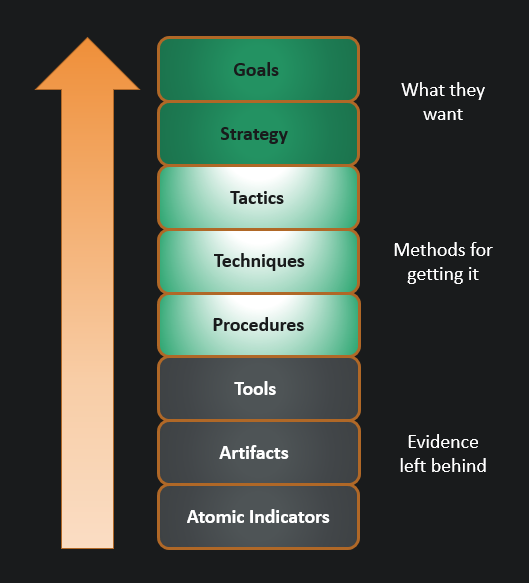 Goals
Strategy
What they
want
Tactics
Techniques
Procedures
Methods for
getting it
Tools
Artifacts
Atomic Indicators
Evidence
left behind